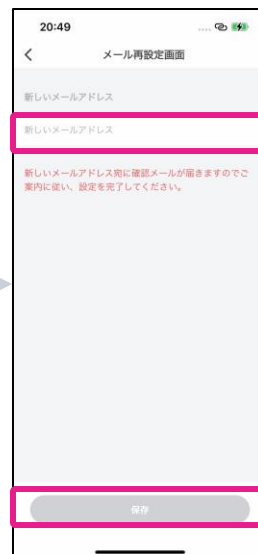 20:49
メール再設定画面
新しいメールアドレス
新しいメールアドレス
新しいメールアドレス宛に確認メールが届きますのでご
案内に従い、設定を完了してください。
保存